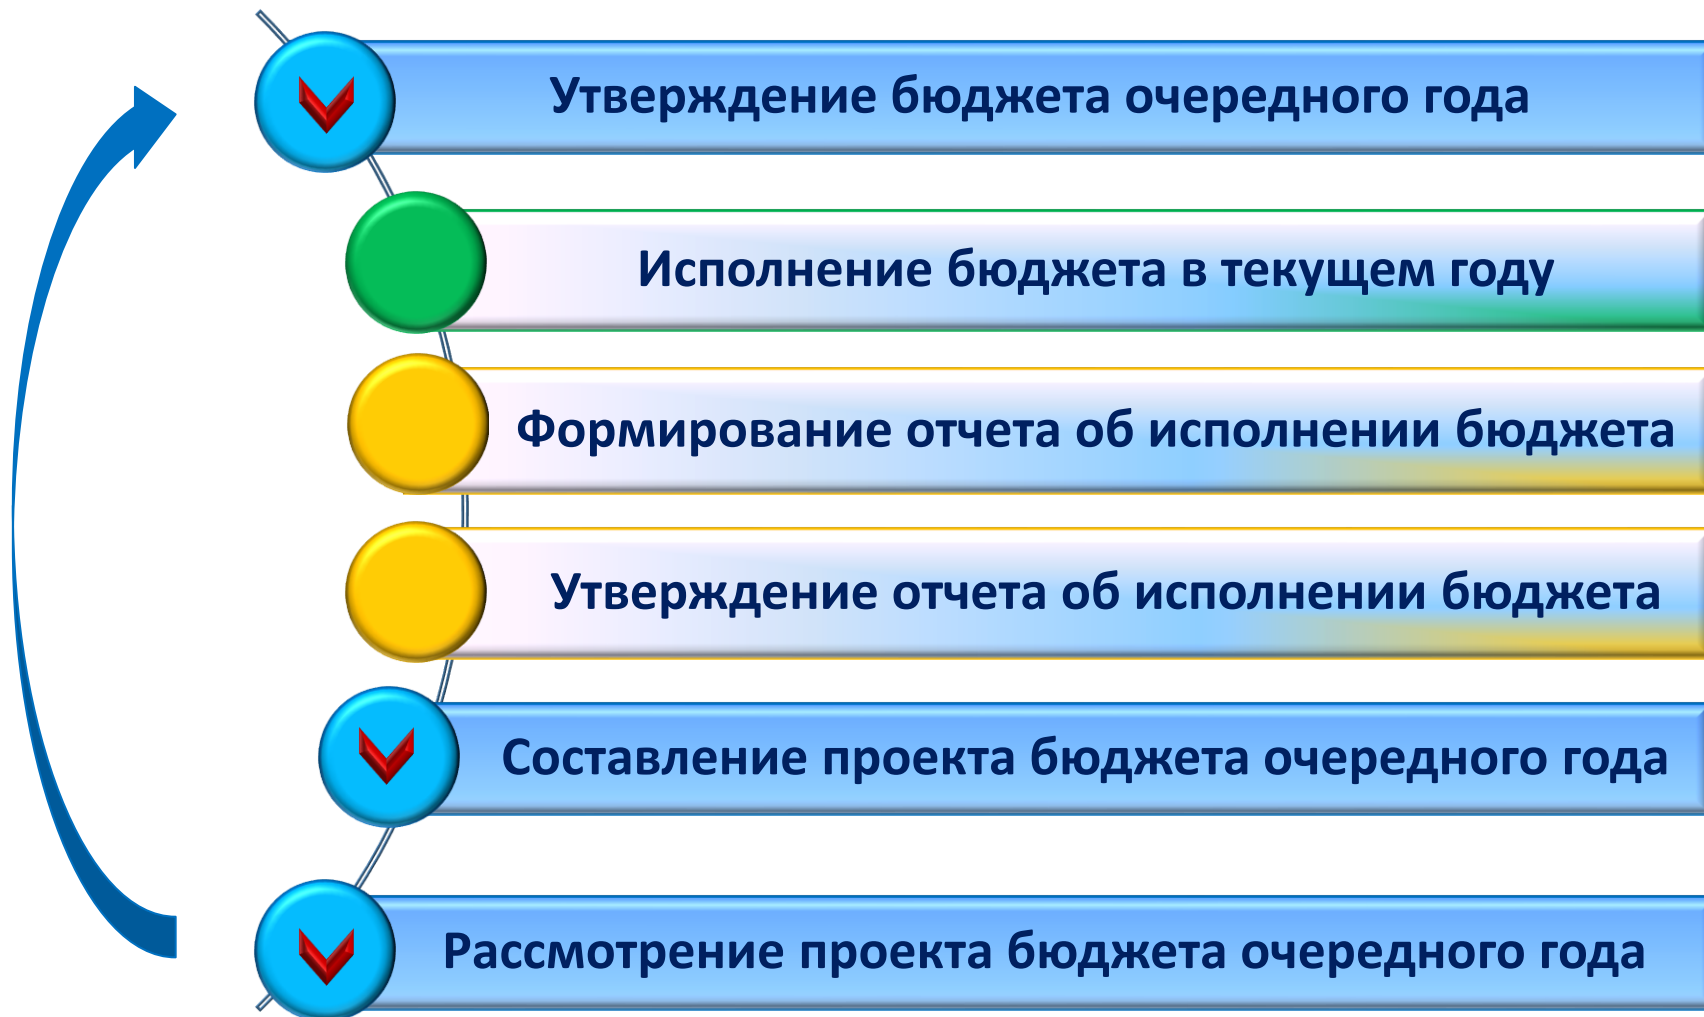 Утверждение бюджета очередного года
Исполнение бюджета в текущем году
Формирование отчета об исполнении бюджета
Утверждение отчета об исполнении бюджета
Составление проекта бюджета очередного года
Рассмотрение проекта бюджета очередного года